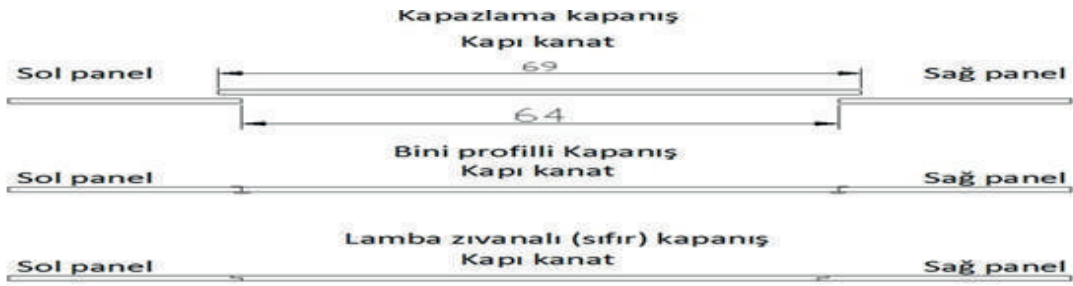 Kapazlama kapanış
Kapı kanat
Sol panel
69
Sağ panel
64
Bini profilli Kapanış
Sol panel
Kapı kanat
Sağ panel
Lamba zıvanalı (sıfır) kapanış
Sol panel
Kapı kanat
Sağ panel